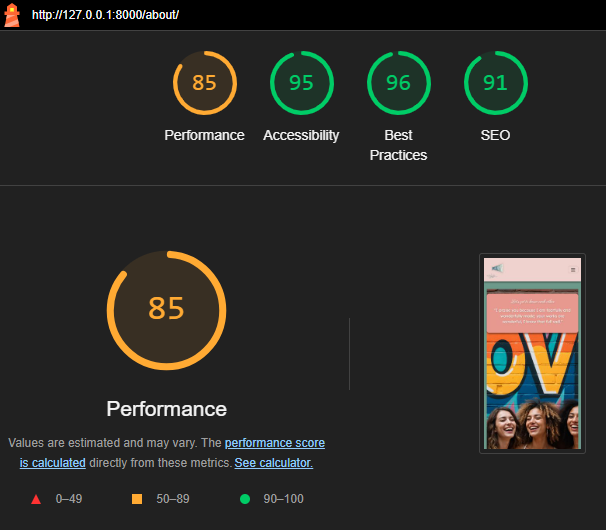 http://127.0.0.1:8000/about/
85
95
96
91
Performance
Accessibility
Best
Practices
SEO
85
Performance
Values are estimated and may vary. The performance score
is calculated directly from these metrics. See calculator.
0–49
50–89
90–100